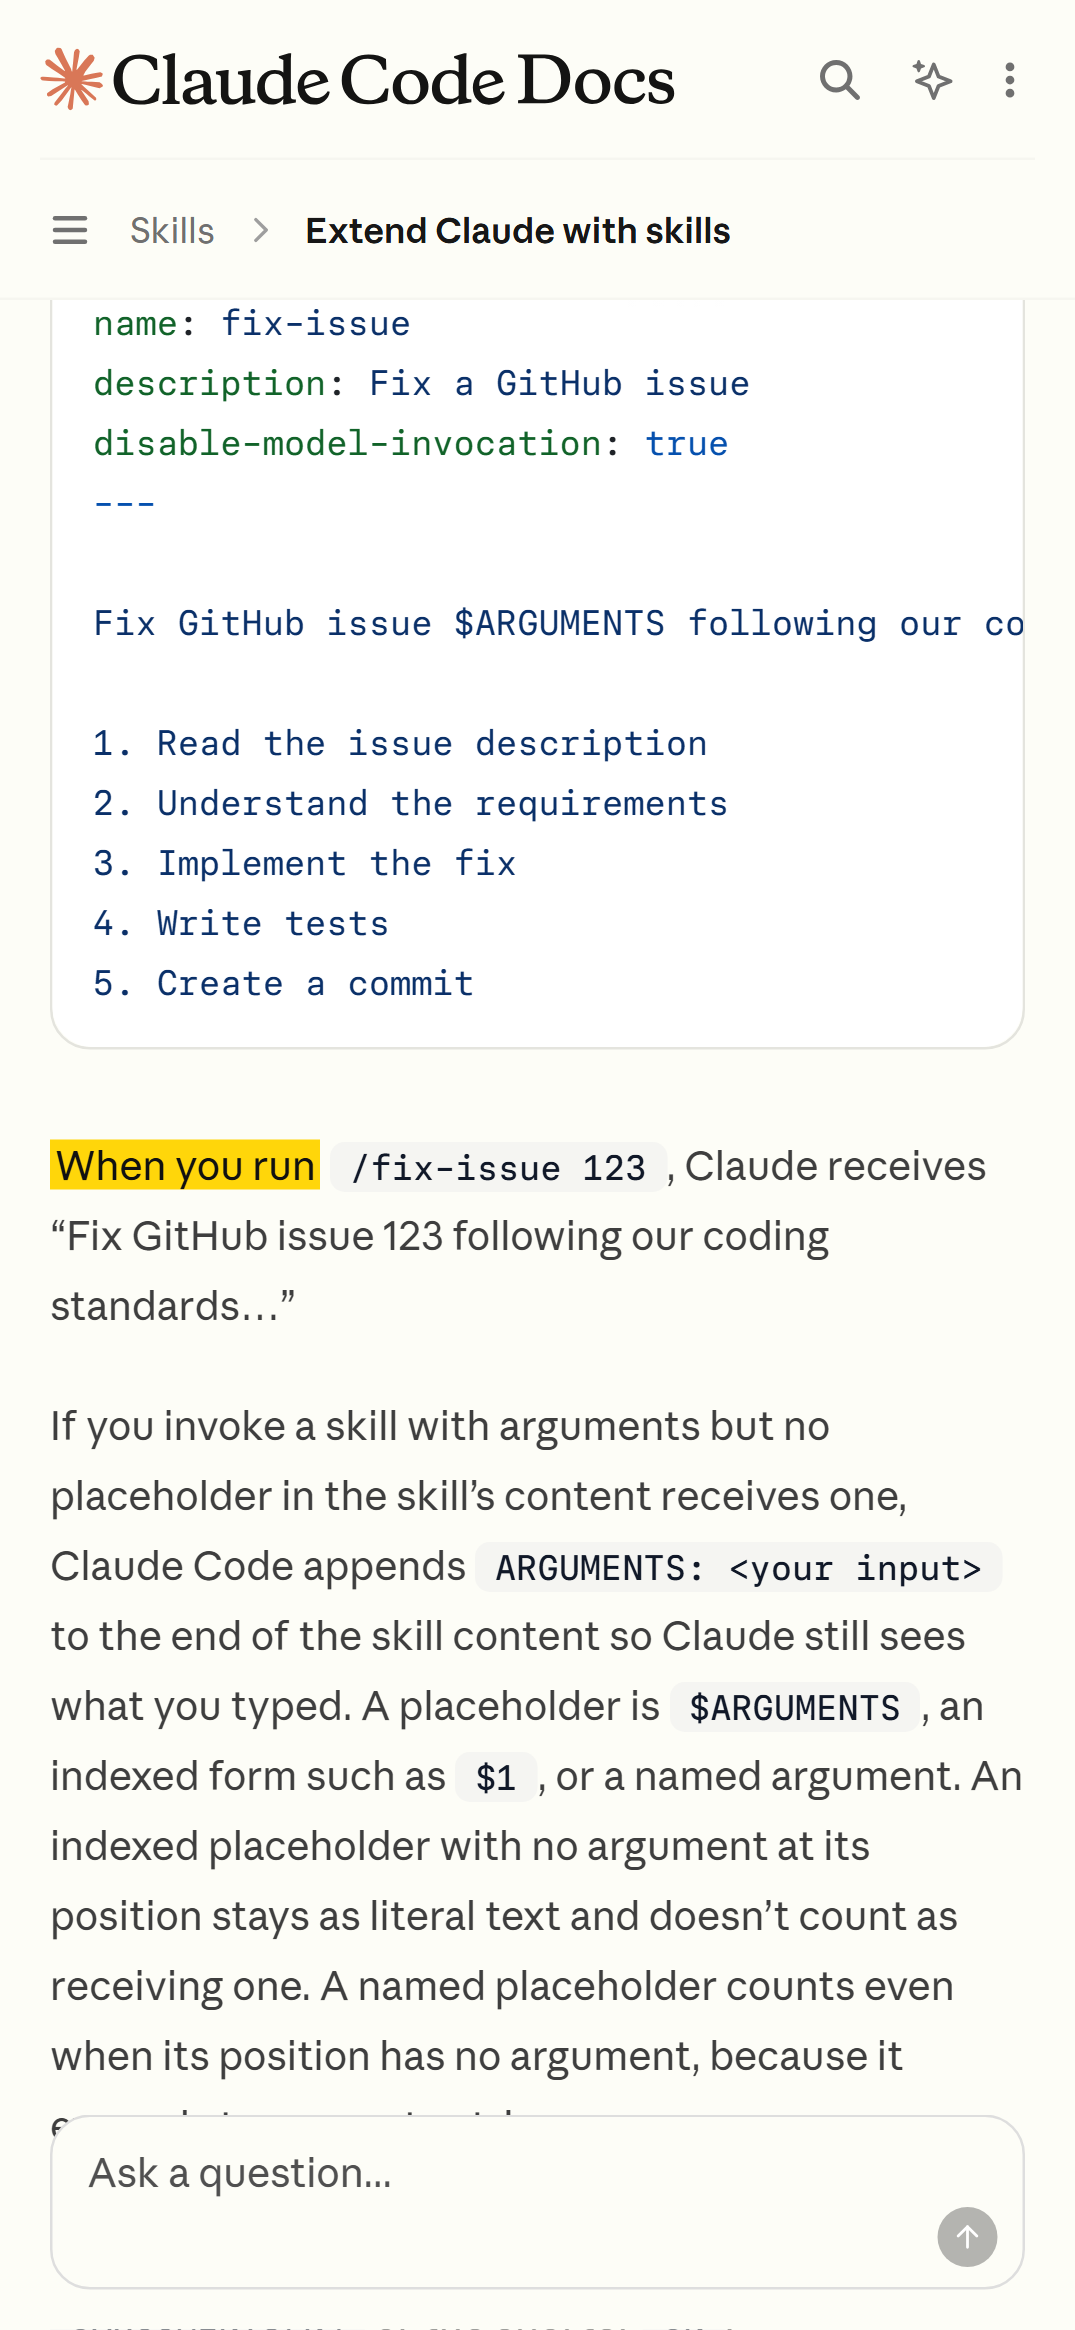 Claude Code Docs
Skills > Extend Claude with skills
name: fix-issue
description: Fix a GitHub issue
disable-model-invocation: true
---
Fix GitHub issue $ARGUMENTS following our co
1. Read the issue description
2. Understand the requirements
3. Implement the fix
4. Write tests
5. Create a commit
When you run /fix-issue 123, Claude receives
“Fix GitHub issue 123 following our coding
standards…”
If you invoke a skill with arguments but no
placeholder in the skill’s content receives one,
Claude Code appends ARGUMENTS: <your input>
to the end of the skill content so Claude still sees
what you typed. A placeholder is $ARGUMENTS, an
indexed form such as $1, or a named argument. An
indexed placeholder with no argument at its
position stays as literal text and doesn’t count as
receiving one. A named placeholder counts even
when its position has no argument, because it
Ask a question...